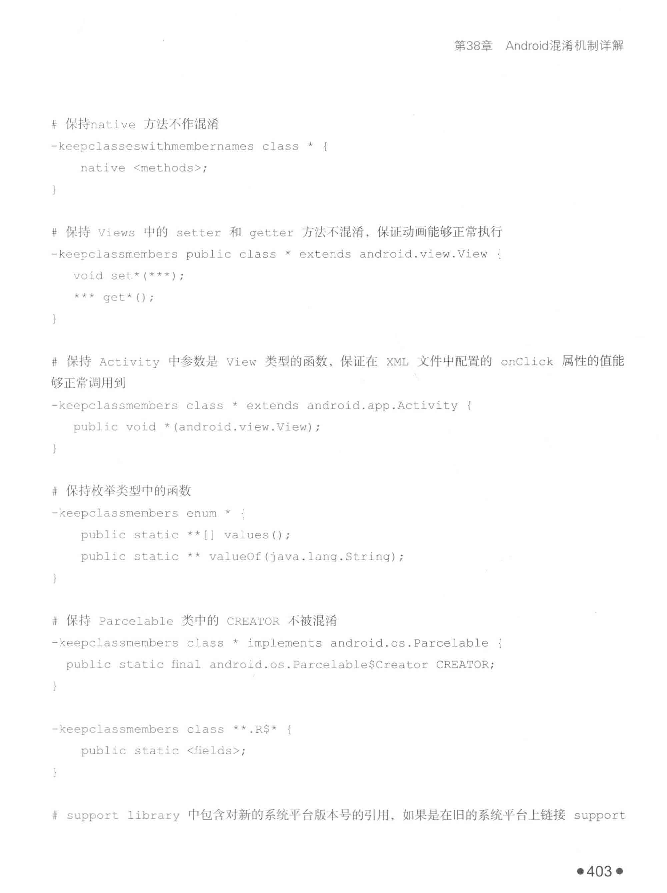 第38章 Android混淆机制详解
# 保持native 方法不作混淆
-keepclasseswithmembernames class * {
native <methods>;
}
# 保持 Views 中的 setter 和 getter 方法不混淆，保证动画能够正常执行
-keepclassmembers public class * extends android.view.View {
void set*(***);
*** get*();
}
# 保持 Activity 中参数是 View 类型的函数，保证在 XML 文件中配置的 onClick 属性的值能
够正常调用到
-keepclassmembers class * extends android.app.Activity {
public void *(android.view.View);
}
# 保持枚举类型中的函数
-keepclassmembers enum * {
public static **[] values();
public static ** valueOf(java.lang.String);
}
# 保持 Parcelable 类中的 CREATOR 不被混淆
-keepclassmembers class * implements android.os.Parcelable {
public static final android.os.Parcelable$Creator CREATOR;
}
-keepclassmembers class **.R$* {
public static <fields>;
}
# support library 中包含对新的系统平台版本号的引用，如果是在旧的系统平台上链接 support
●403●